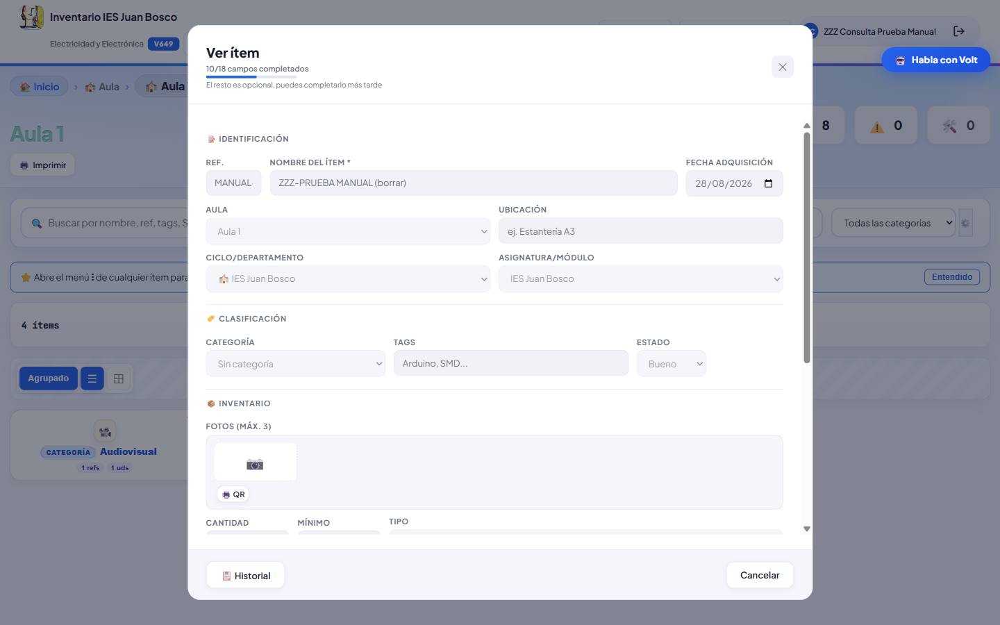 Inventario IES Juan Bosco
Electricidad y Electrónica V649
ZZZ Consulta Prueba Manual
Habla con Volt
Inicio › Aula › Aula
Aula 1
Imprimir
8 0 0
Buscar por nombre, ref, tags, S
Todas las categorías
Abre el menú ⋮ de cualquier ítem para
Entendido
4 ítems
Agrupado
CATEGORÍA Audiovisual
1 refs 1 uds
Ver ítem
10/18 campos completados
El resto es opcional, puedes completarlo más tarde
IDENTIFICACIÓN
REF. NOMBRE DEL ÍTEM * FECHA ADQUISICIÓN
MANUAL- ZZZ-PRUEBA MANUAL (borrar) 28/08/2026
AULA UBICACIÓN
Aula 1 ej. Estantería A3
CICLO/DEPARTAMENTO ASIGNATURA/MÓDULO
IES Juan Bosco IES Juan Bosco
CLASIFICACIÓN
CATEGORÍA TAGS ESTADO
Sin categoría Arduino, SMD... Bueno
INVENTARIO
FOTOS (MÁX. 3)
QR
CANTIDAD MÍNIMO TIPO
Historial Cancelar